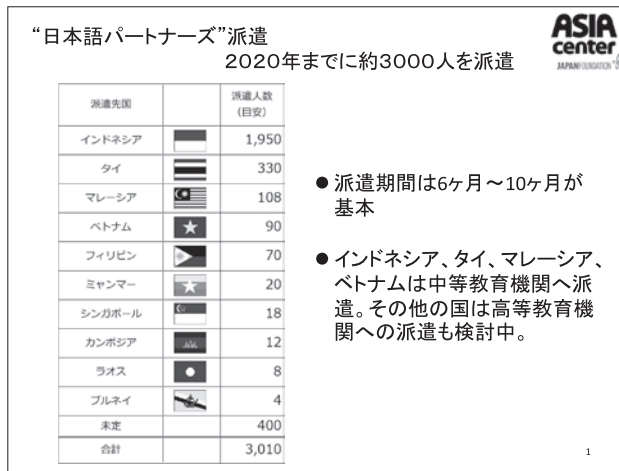 “日本語パートナーズ”派遣
2020年までに約3000人を派遣
ASIA
center
JAPAN FOUNDATION
派遣先国 派遣人数
(目安)
インドネシア 1,950
タイ 330
マレーシア 108
ベトナム 90
フィリピン 70
ミャンマー 20
シンガポール 18
カンボジア 12
ラオス 8
ブルネイ 4
未定 400
合計 3,010
● 派遣期間は6ヶ月～10ヶ月が
基本
● インドネシア、タイ、マレーシア、
ベトナムは中等教育機関へ派
遣。その他の国は高等教育機
関への派遣も検討中。
1